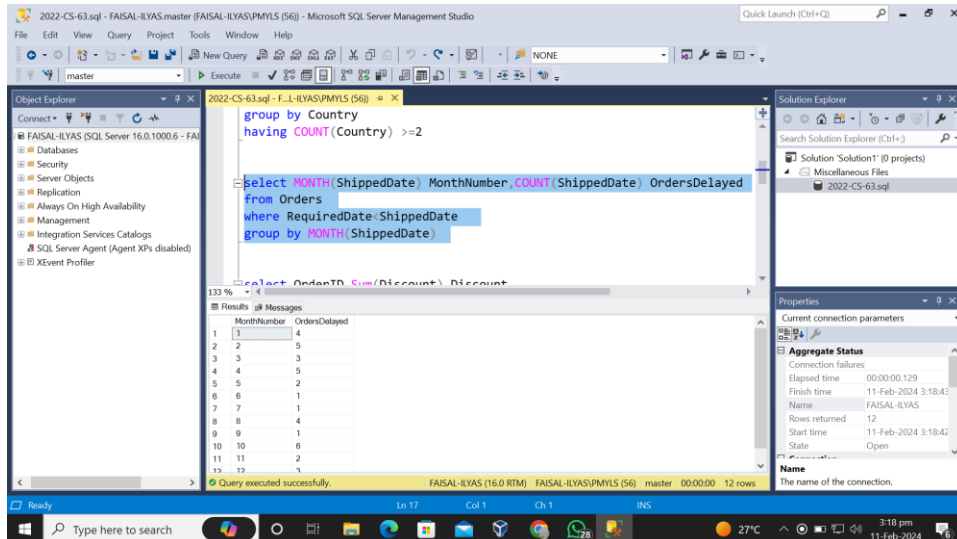 2022-CS-63.sql - FAISAL-ILYAS.master (FAISAL-ILYAS\PMYLS (56)) - Microsoft SQL Server Management Studio
Quick Launch (Ctrl+Q)
File Edit View Query Project Tools Window Help
New Query
NONE
master
Execute
Object Explorer
Connect
FAISAL-ILYAS (SQL Server 16.0.1000.6 - FAI
Databases
Security
Server Objects
Replication
Always On High Availability
Management
Integration Services Catalogs
SQL Server Agent (Agent XPs disabled)
XEvent Profiler
2022-CS-63.sql - F...L-ILYAS\PMYLS (56))
group by Country
having COUNT(Country) >=2
select MONTH(ShippedDate) MonthNumber,COUNT(ShippedDate) OrdersDelayed
from Orders
where RequiredDate<ShippedDate
group by MONTH(ShippedDate)
select OrderID,Sum(Discount) Discount
133 %
Results Messages
MonthNumber OrdersDelayed
1 1 4
2 2 5
3 3 3
4 4 5
5 5 2
6 6 1
7 7 1
8 8 4
9 9 1
10 10 6
11 11 2
12 12 3
Query executed successfully.
FAISAL-ILYAS (16.0 RTM) FAISAL-ILYAS\PMYLS (56) master 00:00:00 12 rows
Solution Explorer
Search Solution Explorer (Ctrl+;)
Solution 'Solution1' (0 projects)
Miscellaneous Files
2022-CS-63.sql
Properties
Current connection parameters
Aggregate Status
Connection failures
Elapsed time 00:00:00.129
Finish time 11-Feb-2024 3:18:43
Name FAISAL-ILYAS
Rows returned 12
Start time 11-Feb-2024 3:18:42
State Open
Connection
Name
The name of the connection.
Ready Ln 17 Col 1 Ch 1 INS
Type here to search
28
27°C
3:18 pm
11-Feb-2024
6